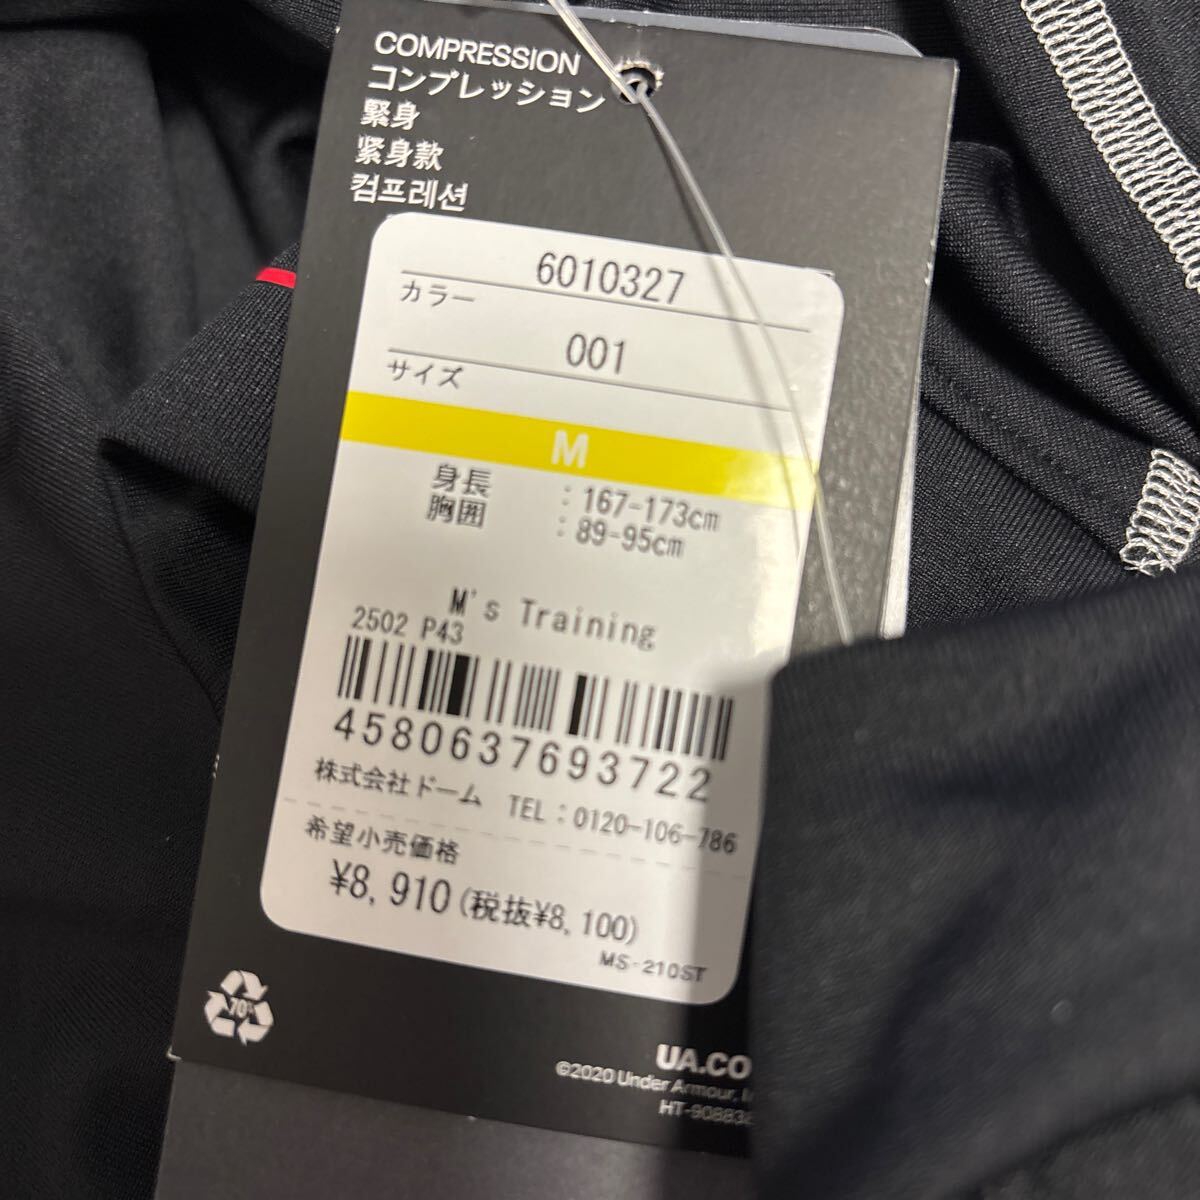 COMPRESSION
コンプレッション
緊身
紧身款
컴프레션
6010327
カラー
001
サイズ
M
身長 : 167-173cm
胸囲 : 89-95cm
M's Training
2502 P43
4580637693722
株式会社ドーム TEL:0120-106-786
希望小売価格
¥8,910(税抜¥8,100)
MS-210ST
70%
UA.CO
©2020 Under Armour,
HT-90883